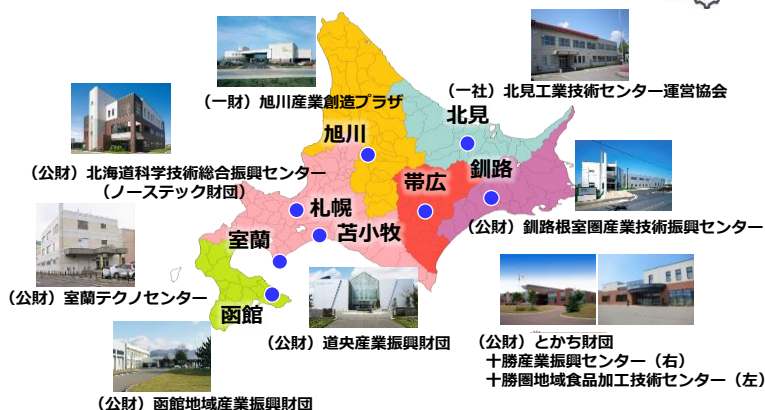 (一財)旭川産業創造プラザ
(一社)北見工業技術センター運営協会
北見
旭川
(公財)北海道科学技術総合振興センター
(ノーステック財団)
帯広
釧路
札幌
苫小牧
(公財)釧路根室圏産業技術振興センター
室蘭
(公財)室蘭テクノセンター
函館
(公財)道央産業振興財団
(公財)とかち財団
十勝産業振興センター(右)
十勝圏地域食品加工技術センター(左)
(公財)函館地域産業振興財団